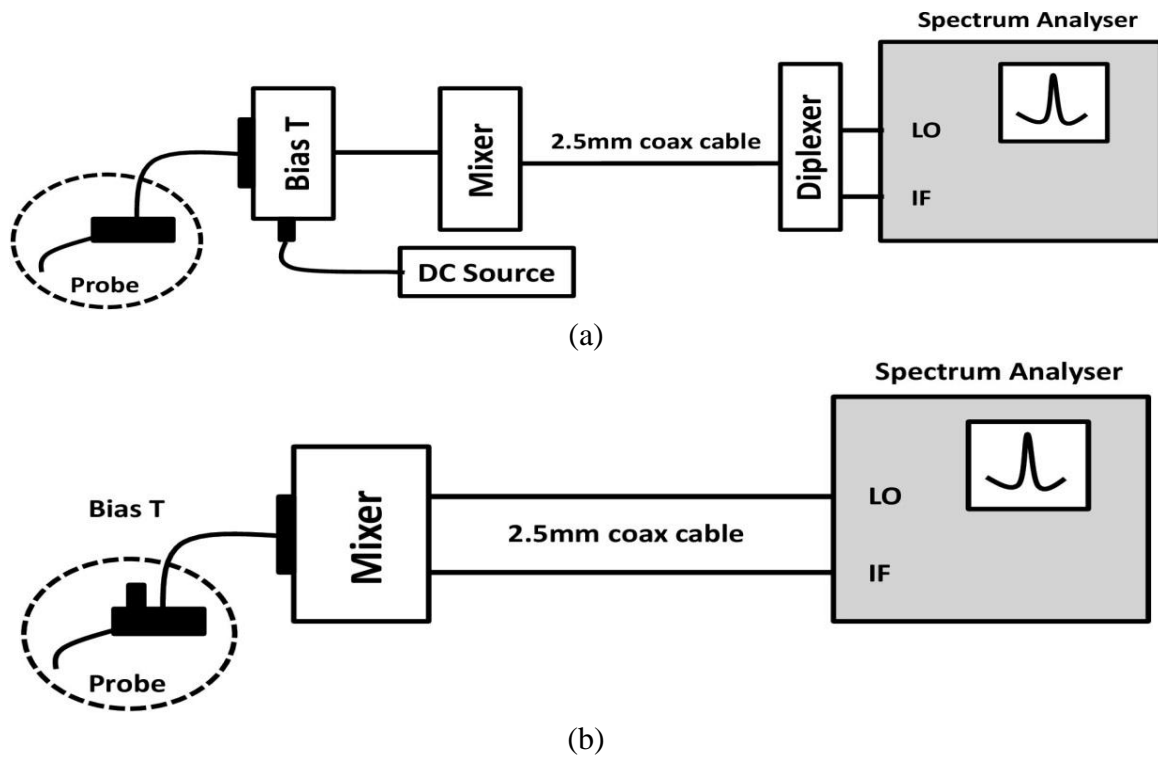 Spectrum Analyser
Bias T
Mixer
2.5mm coax cable
Diplexer
LO
IF
Probe
DC Source
(a)
Spectrum Analyser
Bias T
Mixer
2.5mm coax cable
LO
IF
Probe
(b)